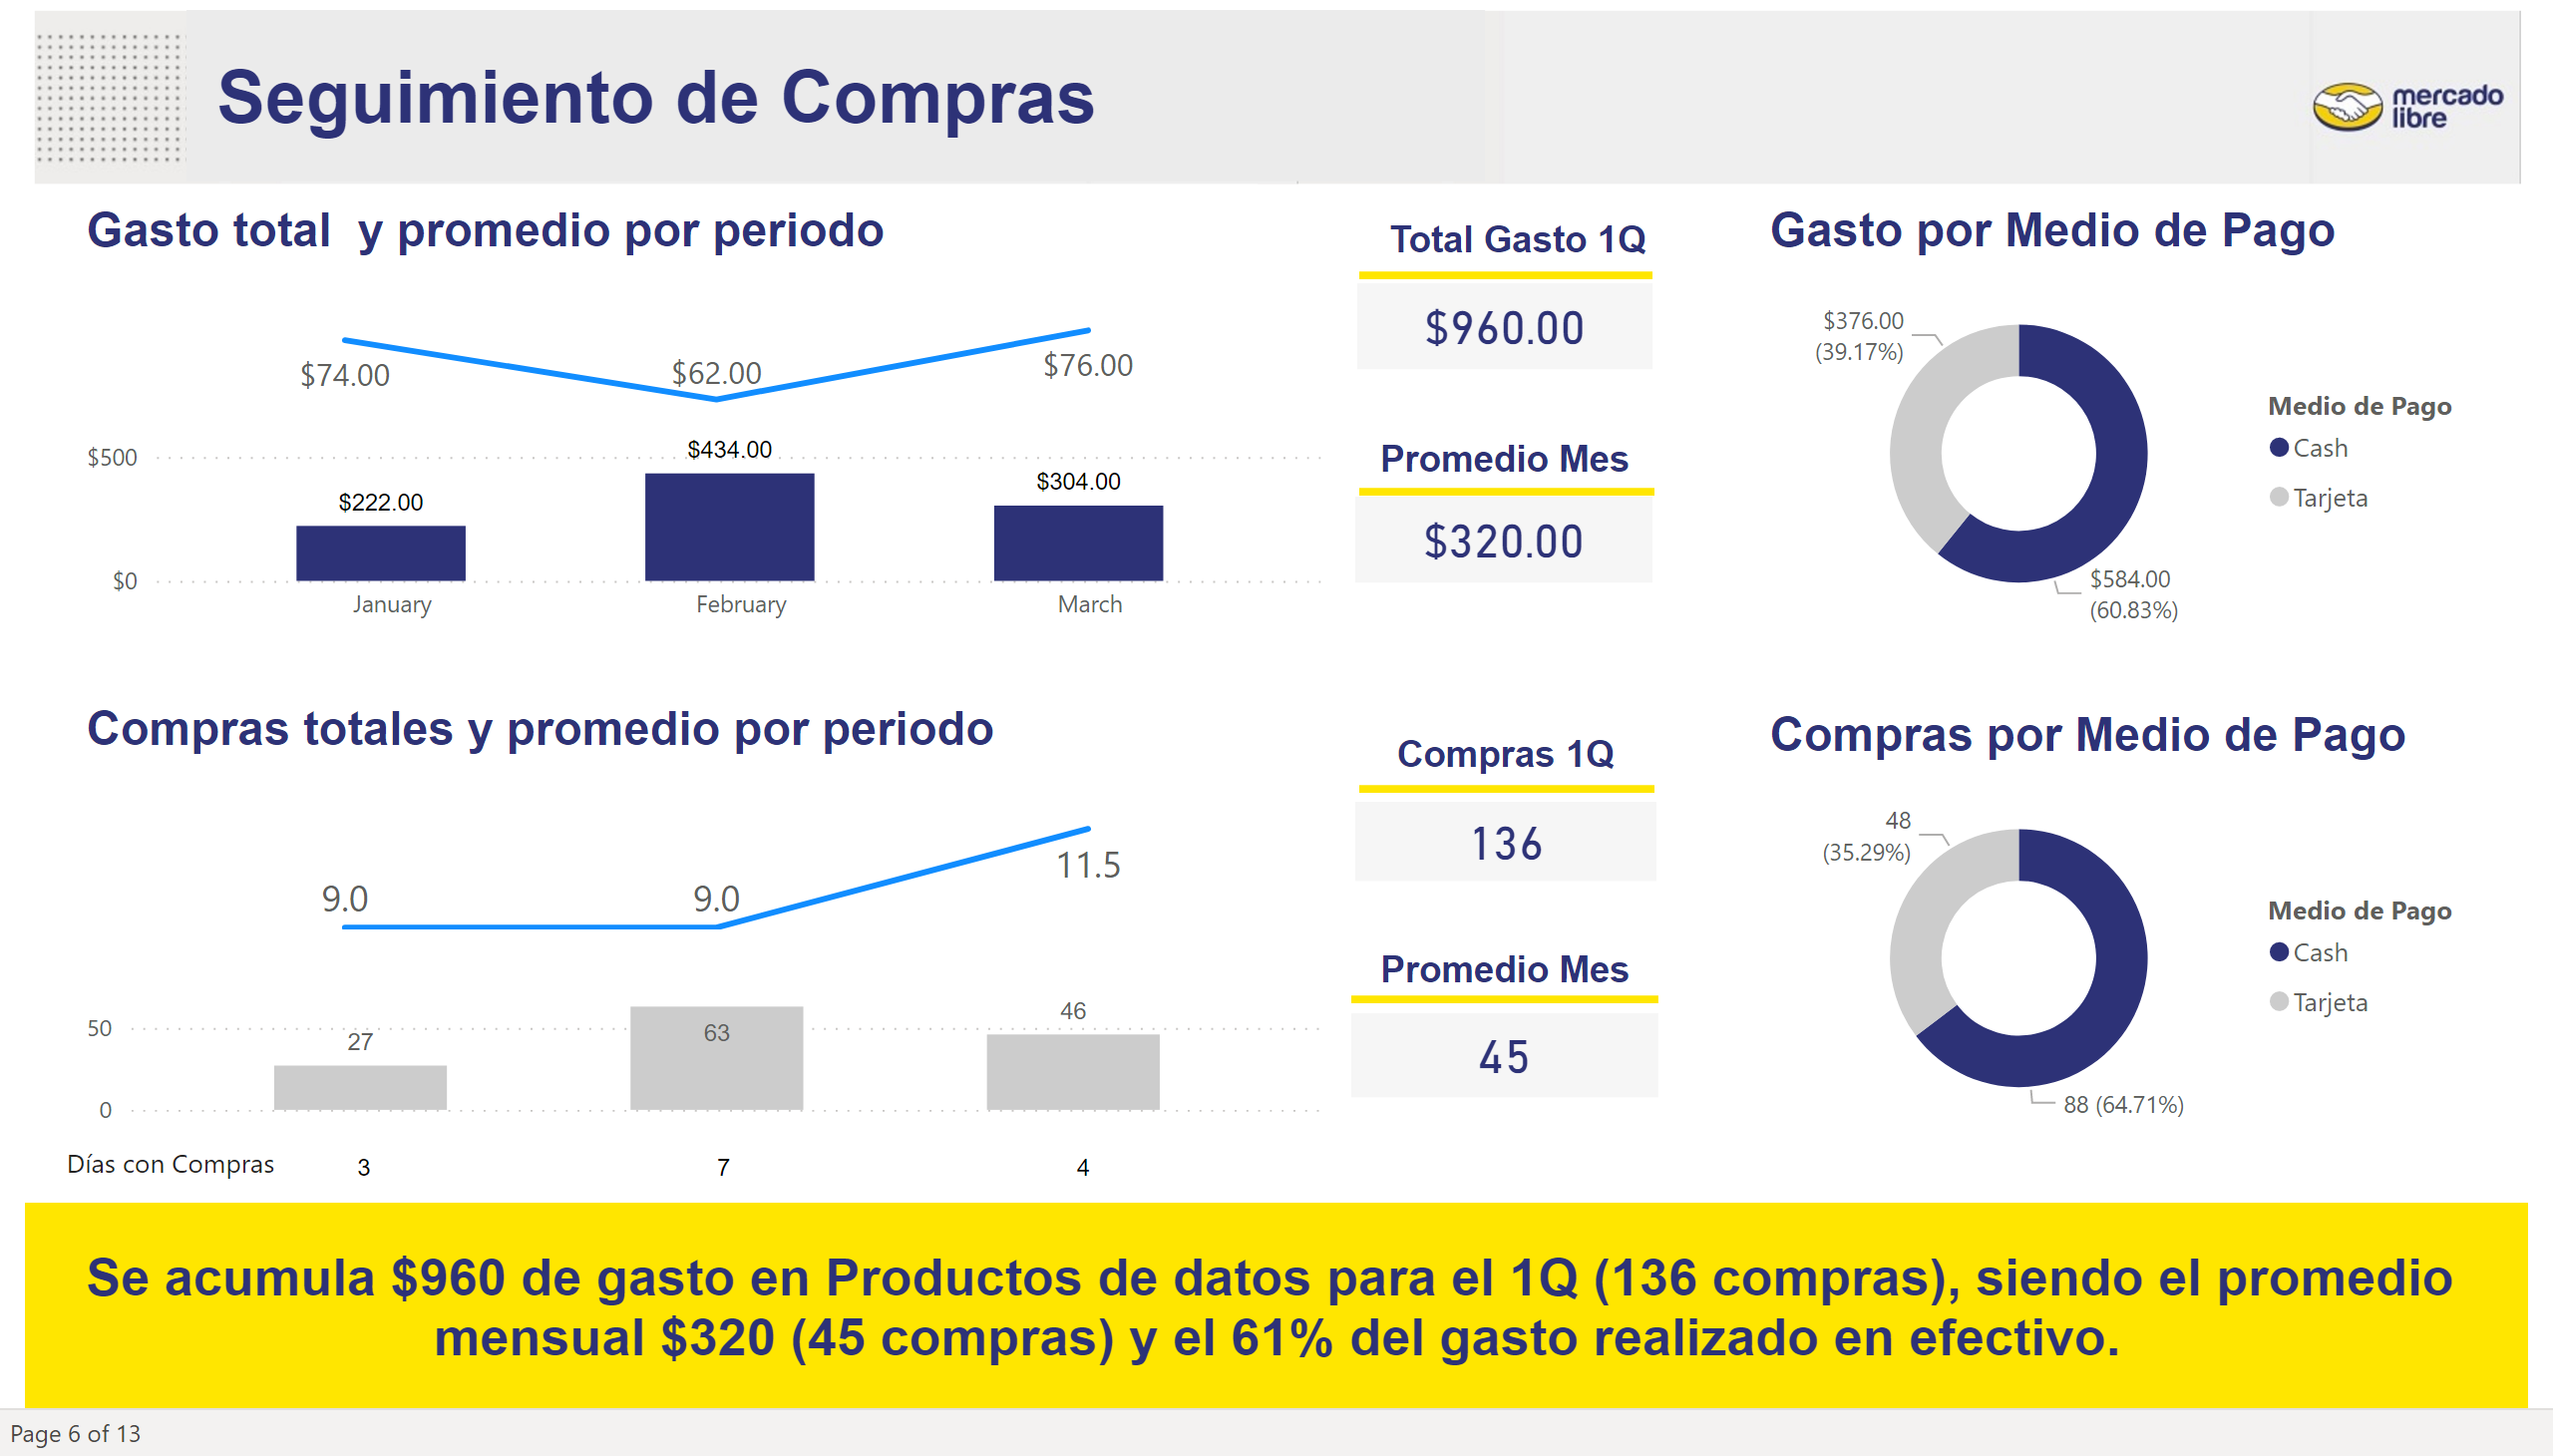 Seguimiento de Compras
mercado
libre
Gasto total  y promedio por periodo
$74.00
$62.00
$76.00
$500
$0
$222.00
$434.00
$304.00
January
February
March
Total Gasto 1Q
$960.00
Promedio Mes
$320.00
Gasto por Medio de Pago
$376.00
(39.17%)
$584.00
(60.83%)
Medio de Pago
Cash
Tarjeta
Compras totales y promedio por periodo
9.0
9.0
11.5
50
0
27
63
46
Días con Compras
3
7
4
Compras 1Q
136
Promedio Mes
45
Compras por Medio de Pago
48
(35.29%)
88 (64.71%)
Medio de Pago
Cash
Tarjeta
Se acumula $960 de gasto en Productos de datos para el 1Q (136 compras), siendo el promedio
mensual $320 (45 compras) y el 61% del gasto realizado en efectivo.
Page 6 of 13